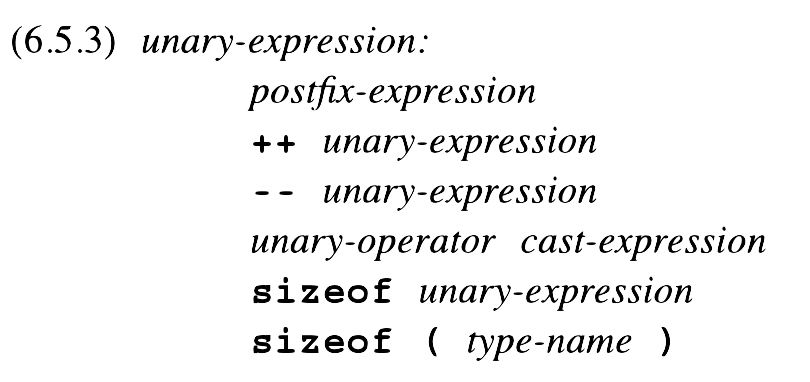 (6.5.3) unary-expression:
postfix-expression
++ unary-expression
-- unary-expression
unary-operator cast-expression
sizeof unary-expression
sizeof ( type-name )